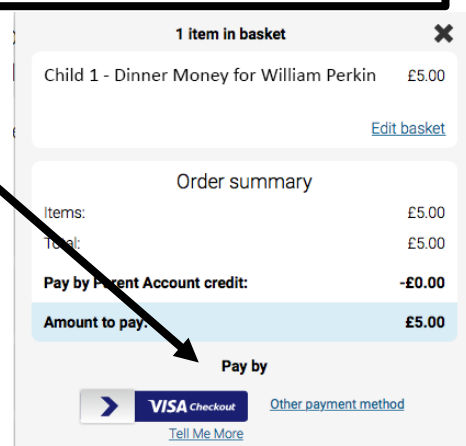 1 item in basket
Child 1 - Dinner Money for William Perkin £5.00
Edit basket
Order summary
Items: £5.00
Total: £5.00
Pay by Parent Account credit: -£0.00
Amount to pay: £5.00
Pay by
VISA Checkout Other payment method
Tell Me More